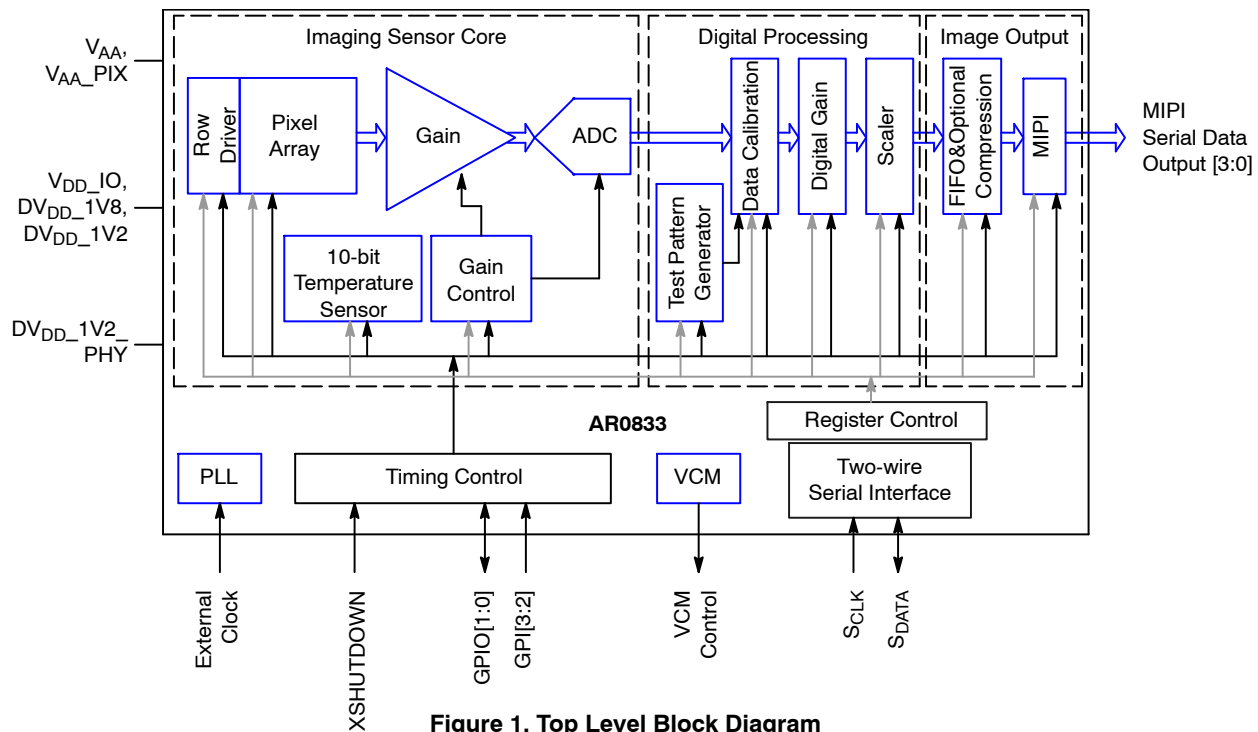 Imaging Sensor Core
Digital Processing
Image Output
VAA,
VAA_PIX
VDD_IO,
DVDD_1V8,
DVDD_1V2
DVDD_1V2_
PHY
Row
Driver
Pixel
Array
Gain
ADC
Data Calibration
Digital Gain
Scaler
FIFO&Optional
Compression
MIPI
MIPI
Serial Data
Output [3:0]
10-bit
Temperature
Sensor
Gain
Control
Test Pattern
Generator
Register Control
AR0833
PLL
Timing Control
VCM
Two-wire
Serial Interface
External
Clock
XSHUTDOWN
GPIO[1:0]
GPI[3:2]
VCM
Control
SCLK
SDATA
Figure 1. Top Level Block Diagram